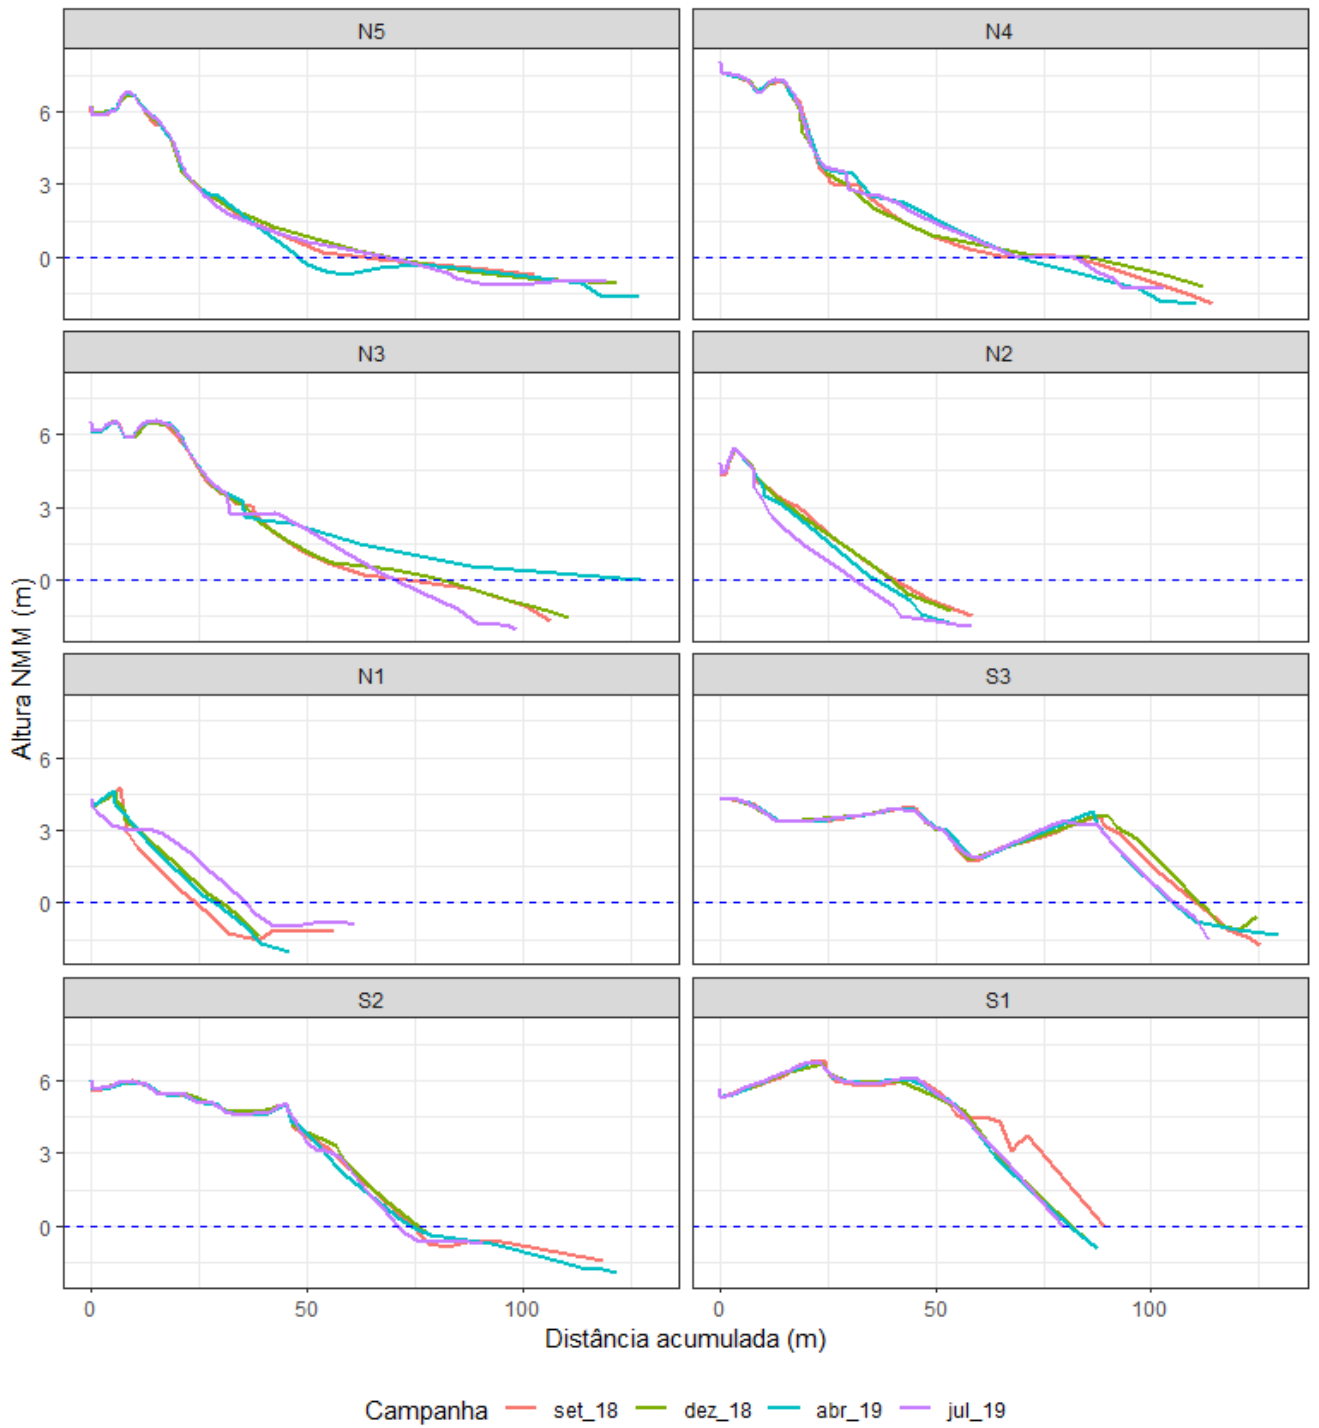 N5
N4
6
3
0
N3
N2
6
3
0
Altura NMM (m)
N1
S3
6
3
0
S2
S1
6
3
0
0 50 100 0 50 100
Distância acumulada (m)
Campanha set_18 dez_18 abr_19 jul_19